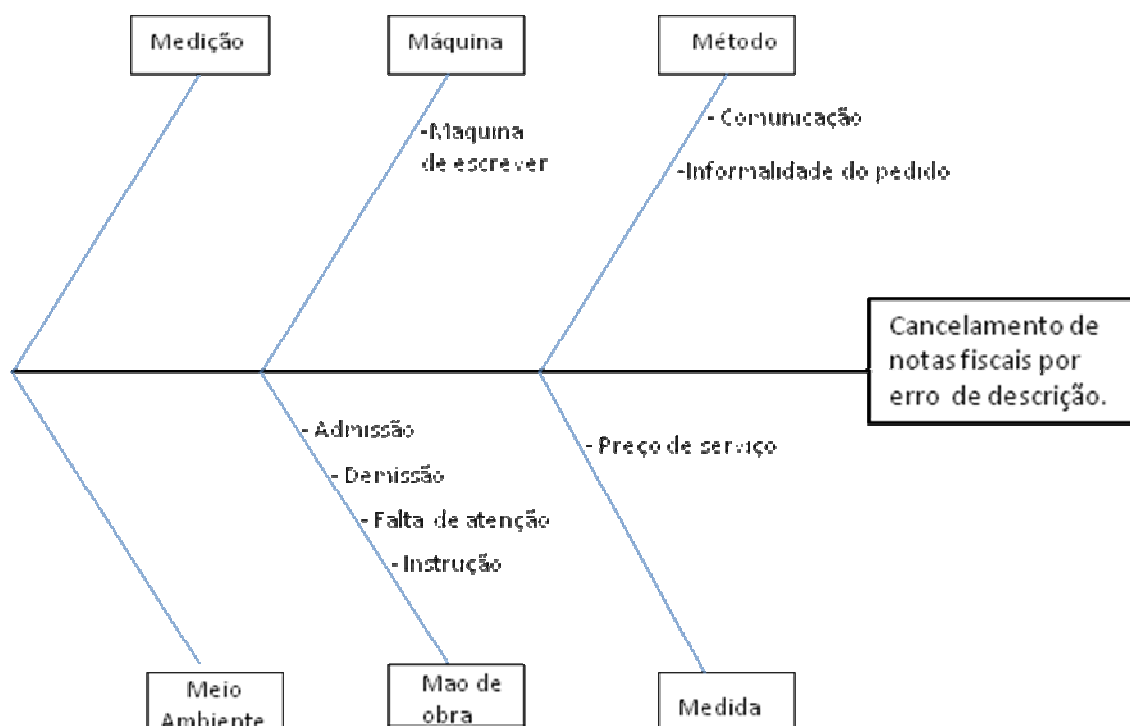 Medição
Máquina
Método
-Maquina
de escrever
- Comunicação
-Informalidade do pedido
Cancelamento de
notas fiscais por
erro de descrição.
- Admissão
- Demissão
- Falta de atenção
- Instrução
- Preço de serviço
Meio
Ambiente
Mao de
obra
Medida